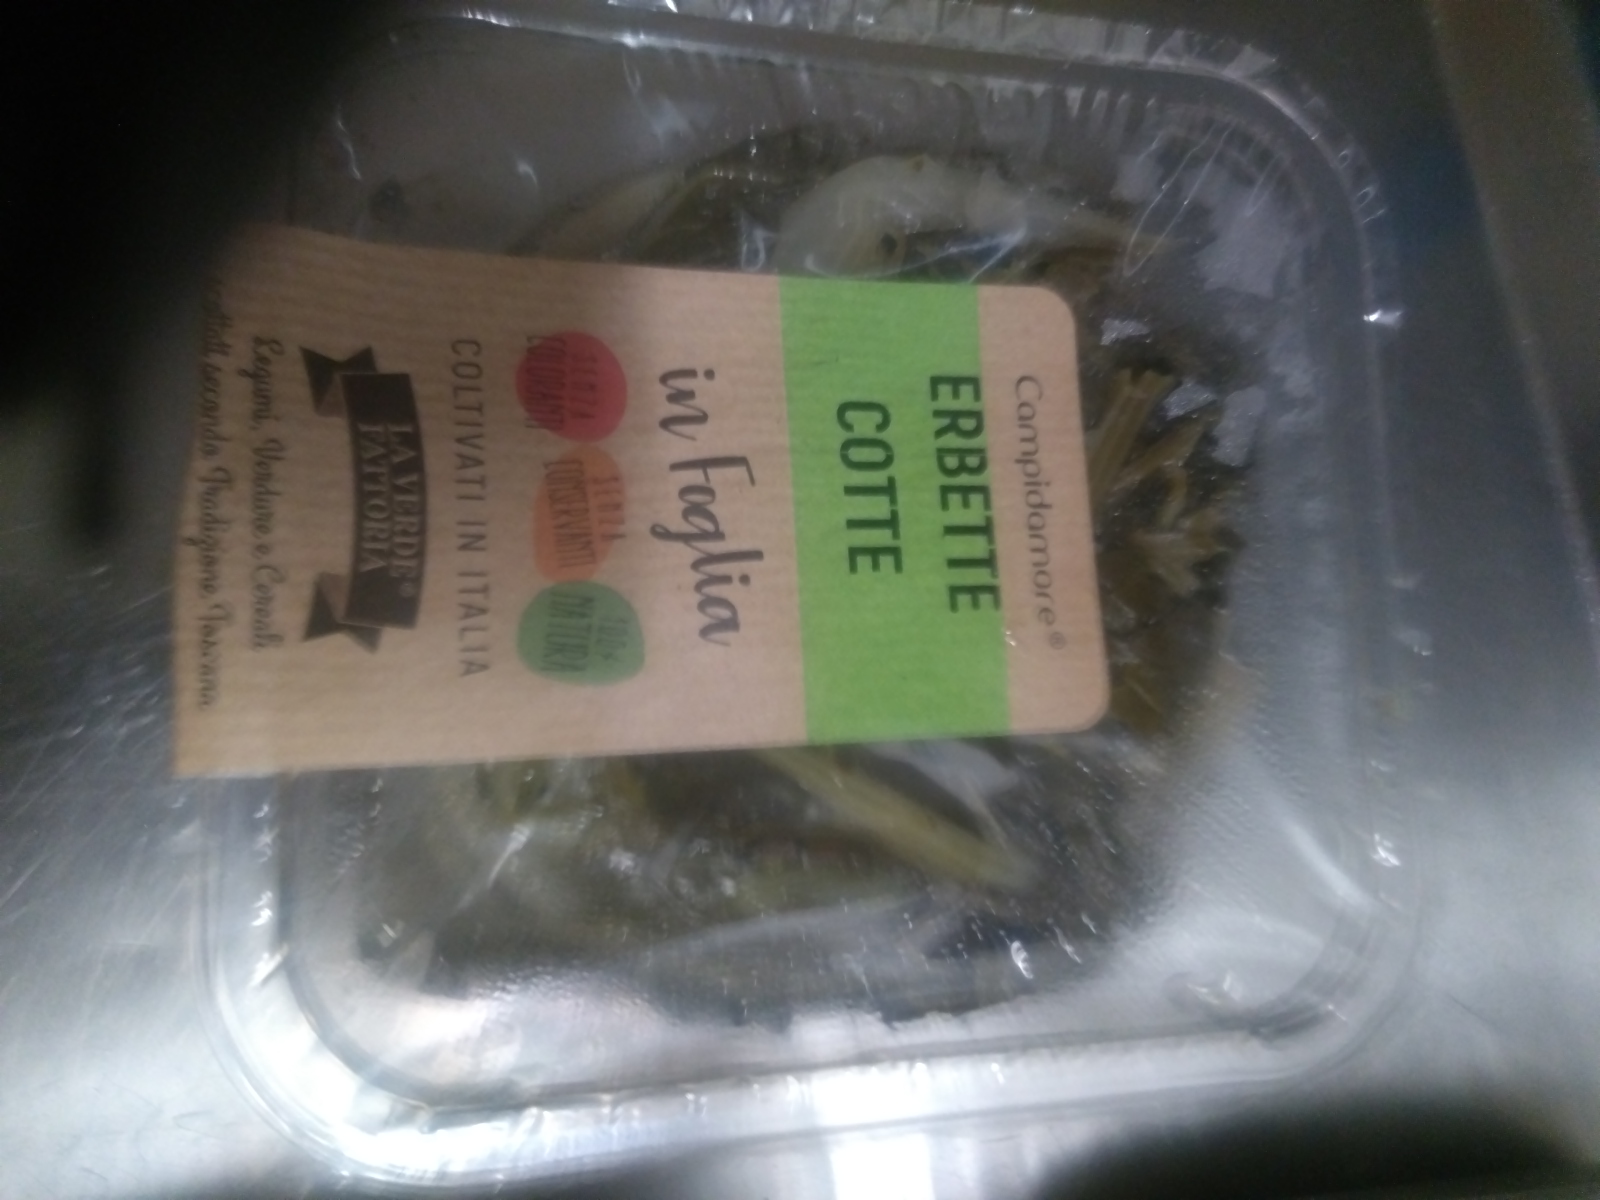 Campidamore®
ERBETTE
COTTE
in Foglia
SENZA
COLORANTI
SENZA
CONSERVANTI
100%
NATURA
COLTIVATI IN ITALIA
LA VERDE®
FATTORIA
Legumi, Verdure e Cereali
secondo Tradizione Toscana